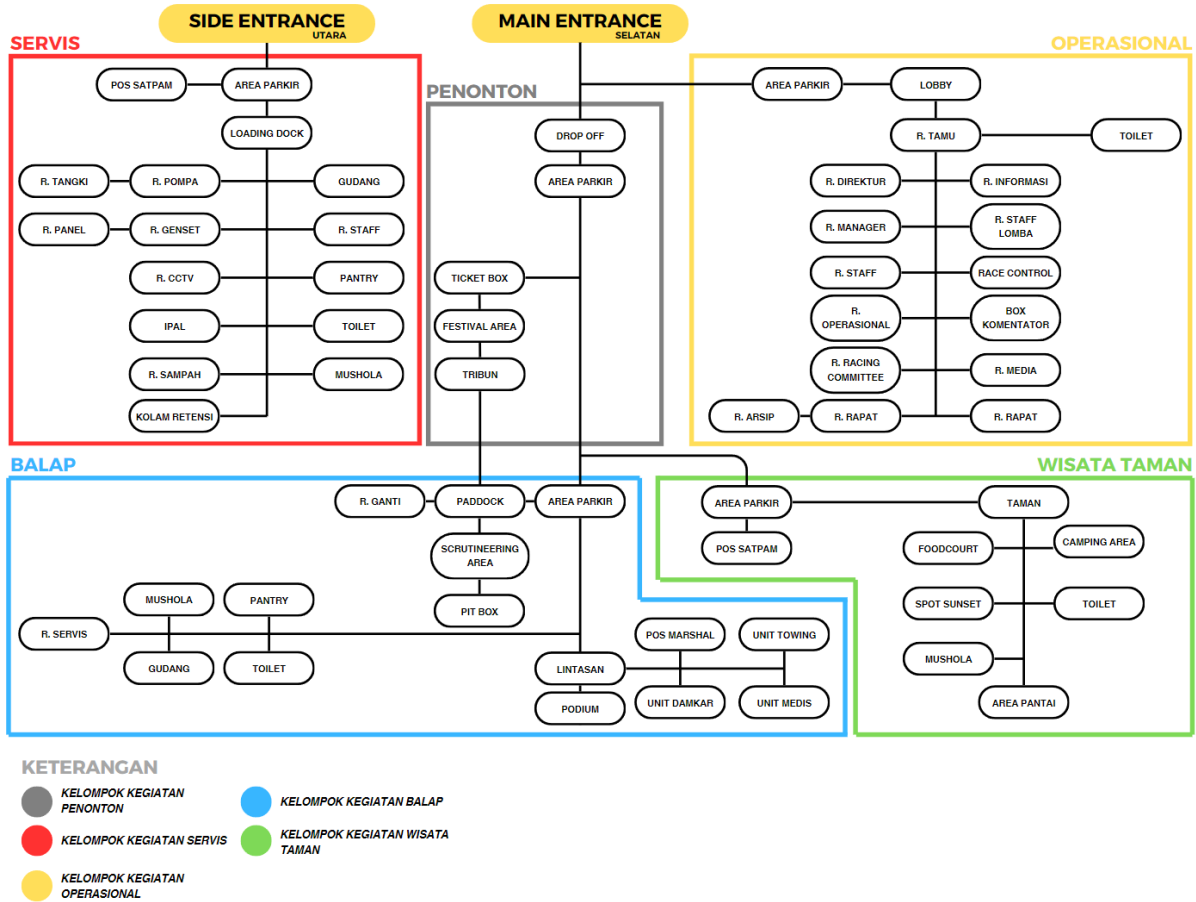 SIDE ENTRANCE
UTARA
MAIN ENTRANCE
SELATAN
SERVIS
POS SATPAM
AREA PARKIR
LOADING DOCK
R. TANGKI
R. POMPA
GUDANG
R. PANEL
R. GENSET
R. STAFF
R. CCTV
PANTRY
IPAL
TOILET
R. SAMPAH
MUSHOLA
KOLAM RETENSI
PENONTON
DROP OFF
AREA PARKIR
TICKET BOX
FESTIVAL AREA
TRIBUN
OPERASIONAL
AREA PARKIR
LOBBY
R. TAMU
TOILET
R. DIREKTUR
R. INFORMASI
R. MANAGER
R. STAFF
LOMBA
R. STAFF
RACE CONTROL
R.
OPERASIONAL
BOX
KOMENTATOR
R. RACING
COMMITTEE
R. MEDIA
R. ARSIP
R. RAPAT
R. RAPAT
BALAP
R. GANTI
PADDOCK
AREA PARKIR
SCRUTINEERING
AREA
PIT BOX
MUSHOLA
PANTRY
R. SERVIS
GUDANG
TOILET
LINTASAN
PODIUM
POS MARSHAL
UNIT TOWING
UNIT DAMKAR
UNIT MEDIS
WISATA TAMAN
AREA PARKIR
TAMAN
POS SATPAM
FOODCOURT
CAMPING AREA
SPOT SUNSET
TOILET
MUSHOLA
AREA PANTAI
KETERANGAN
KELOMPOK KEGIATAN
PENONTON
KELOMPOK KEGIATAN SERVIS
KELOMPOK KEGIATAN
OPERASIONAL
KELOMPOK KEGIATAN BALAP
KELOMPOK KEGIATAN WISATA
TAMAN